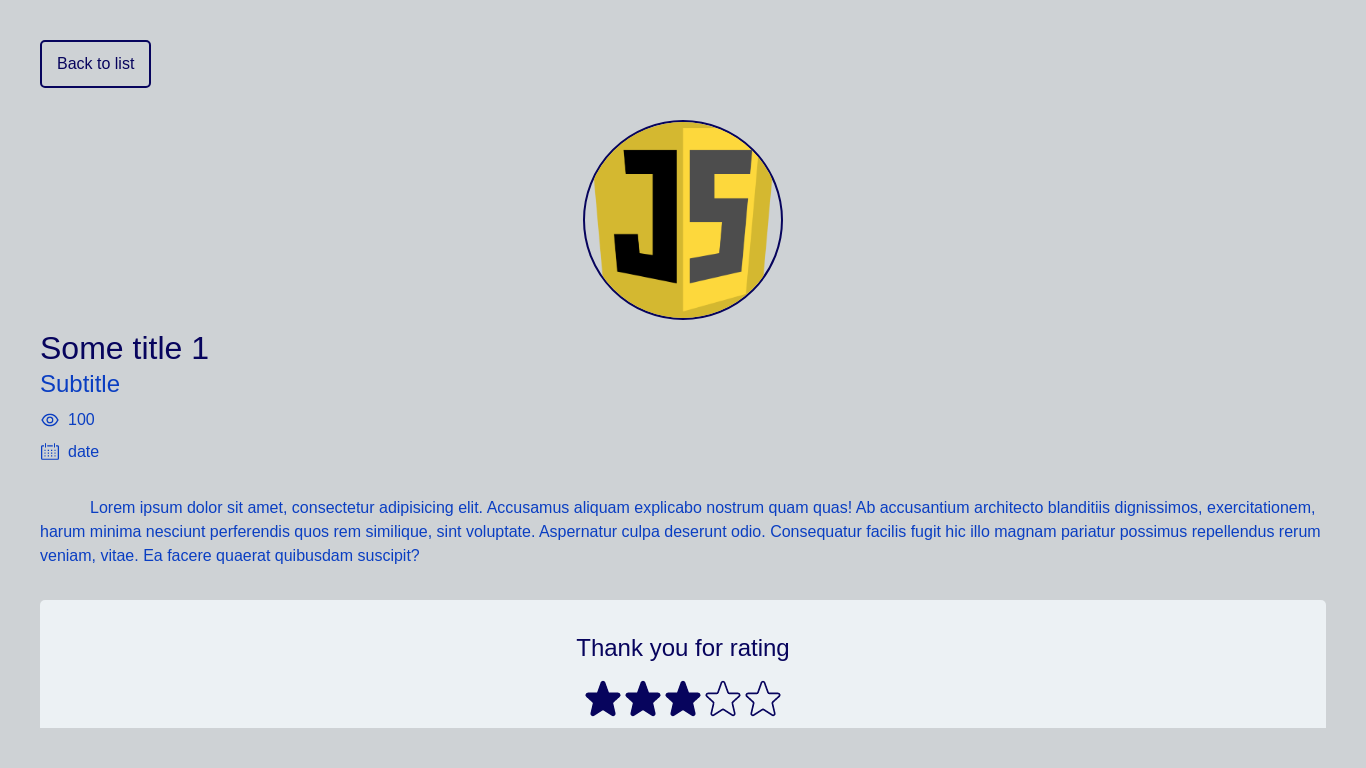 Back to list
JS
Some title 1
Subtitle
100
date
Lorem ipsum dolor sit amet, consectetur adipisicing elit. Accusamus aliquam explicabo nostrum quam quas! Ab accusantium architecto blanditiis dignissimos, exercitationem,
harum minima nesciunt perferendis quos rem similique, sint voluptate. Aspernatur culpa deserunt odio. Consequatur facilis fugit hic illo magnam pariatur possimus repellendus rerum
veniam, vitae. Ea facere quaerat quibusdam suscipit?
Thank you for rating